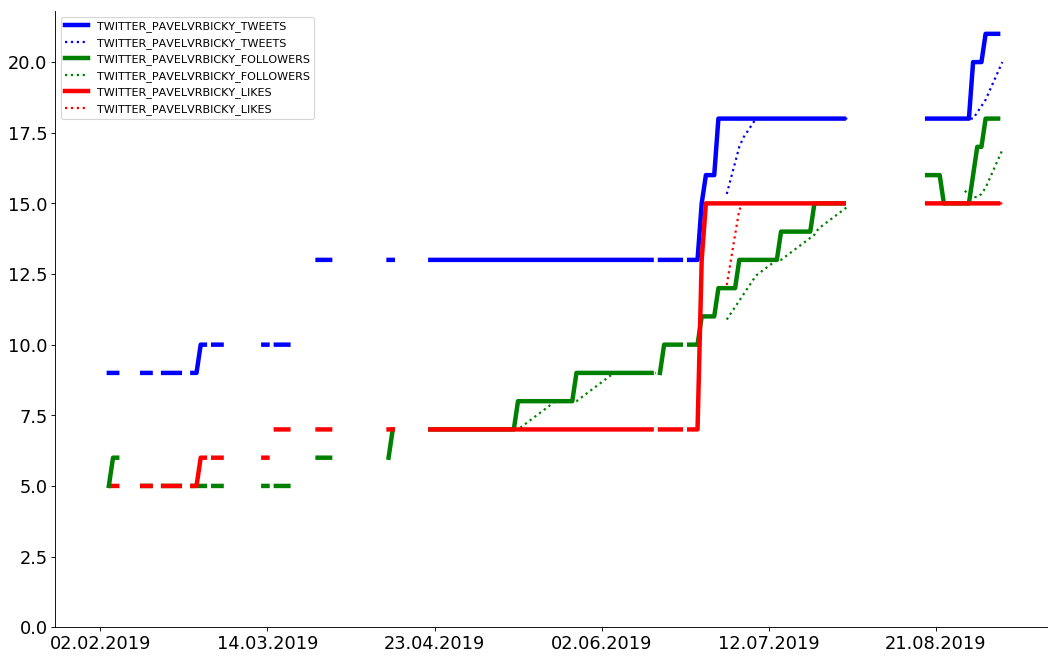 TWITTER_PAVELVRBICKY_TWEETS
TWITTER_PAVELVRBICKY_TWEETS
TWITTER_PAVELVRBICKY_FOLLOWERS
TWITTER_PAVELVRBICKY_FOLLOWERS
TWITTER_PAVELVRBICKY_LIKES
TWITTER_PAVELVRBICKY_LIKES
20.0
17.5
15.0
12.5
10.0
7.5
5.0
2.5
0.0
02.02.2019 14.03.2019 23.04.2019 02.06.2019 12.07.2019 21.08.2019